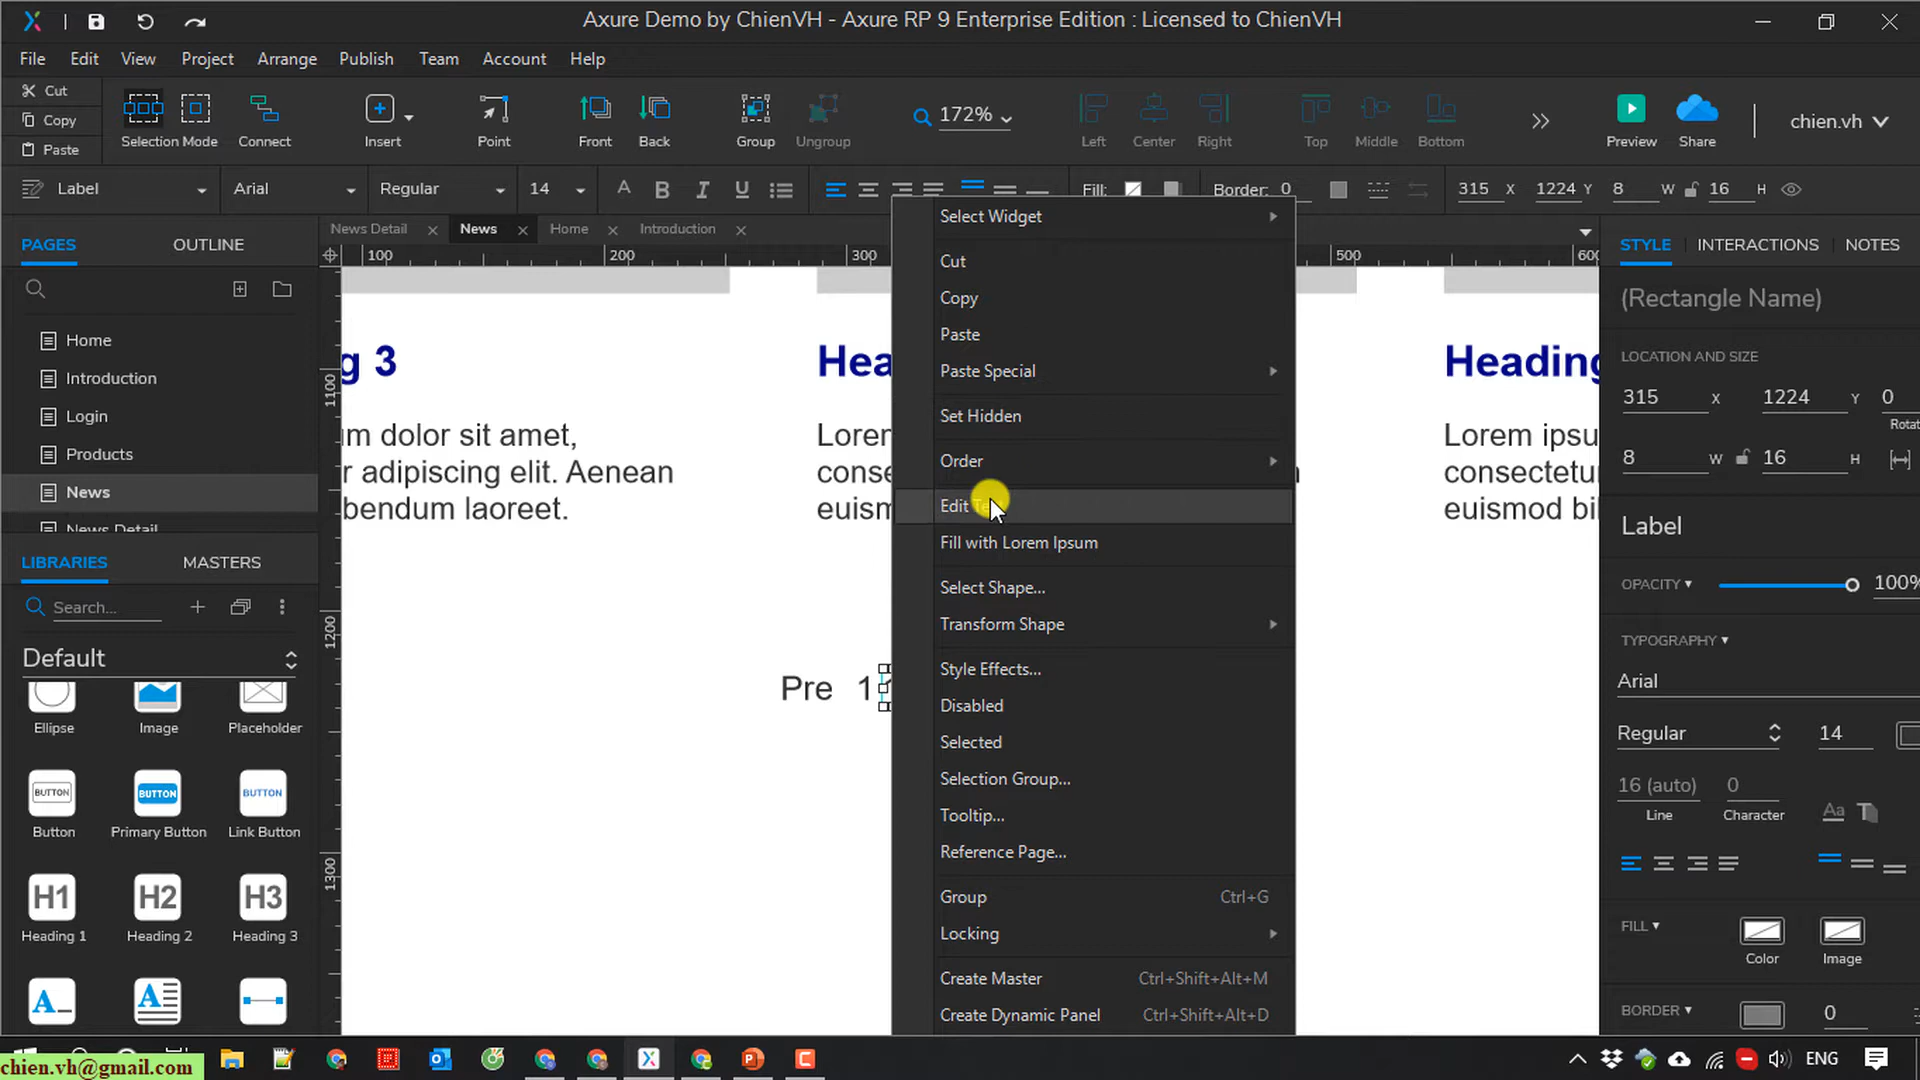 Axure Demo by ChienVH - Axure RP 9 Enterprise Edition : Licensed to ChienVH
File Edit View Project Arrange Publish Team Account Help
Cut
Copy
Paste
Selection Mode Connect Insert Point Front Back Group Ungroup 172% Left Center Right Top Middle Bottom Preview Share chien.vh
Label Arial Regular 14 Fill: Border: 0 315 X 1224 Y 8 W 16 H
PAGES OUTLINE
News Detail News Home Introduction
100 200 300 500 600
Home
Introduction
Login
Products
News
News Detail
LIBRARIES MASTERS
Search...
Default
Ellipse Image Placeholder
BUTTON BUTTON BUTTON
Button Primary Button Link Button
H1 H2 H3
Heading 1 Heading 2 Heading 3
A A
1100
1200
1300
g 3
m dolor sit amet,
r adipiscing elit. Aenean
bendum laoreet.
Hea
Lorem
conse
euism
Heading
Lorem ipsu
consectetur
euismod bi
Pre 1
Select Widget
Cut
Copy
Paste
Paste Special
Set Hidden
Order
Edit Te
Fill with Lorem Ipsum
Select Shape...
Transform Shape
Style Effects...
Disabled
Selected
Selection Group...
Tooltip...
Reference Page...
Group Ctrl+G
Locking
Create Master Ctrl+Shift+Alt+M
Create Dynamic Panel Ctrl+Shift+Alt+D
STYLE INTERACTIONS NOTES
(Rectangle Name)
LOCATION AND SIZE
315 X 1224 Y 0
Rotat
8 W 16 H
Label
OPACITY 100%
TYPOGRAPHY
Arial
Regular 14
16 (auto) 0
Line Character
Aa
FILL
Color Image
BORDER 0
chien.vh@gmail.com
ENG